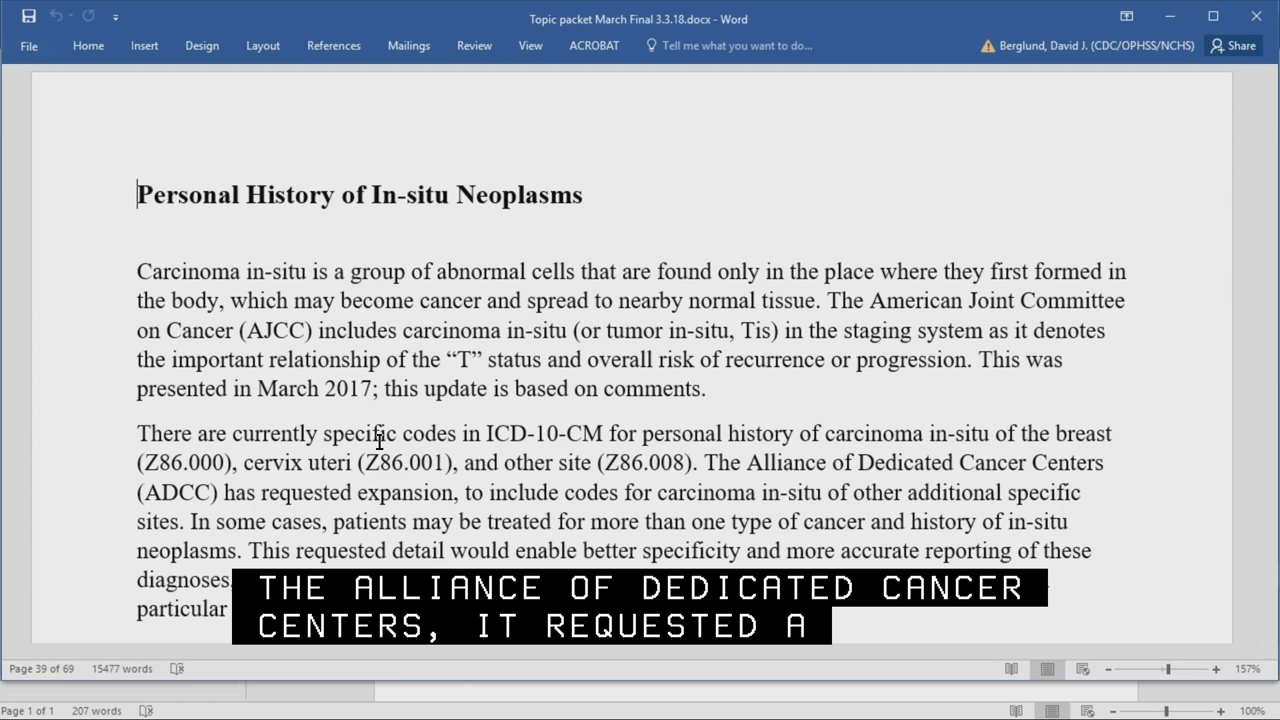 Topic packet March Final 3.3.18.docx - Word
File Home Insert Design Layout References Mailings Review View ACROBAT Tell me what you want to do... Berglund, David J. (CDC/OPHSS/NCHS) Share
Personal History of In-situ Neoplasms
Carcinoma in-situ is a group of abnormal cells that are found only in the place where they first formed in
the body, which may become cancer and spread to nearby normal tissue. The American Joint Committee
on Cancer (AJCC) includes carcinoma in-situ (or tumor in-situ, Tis) in the staging system as it denotes
the important relationship of the “T” status and overall risk of recurrence or progression. This was
presented in March 2017; this update is based on comments.
There are currently specific codes in ICD-10-CM for personal history of carcinoma in-situ of the breast
(Z86.000), cervix uteri (Z86.001), and other site (Z86.008). The Alliance of Dedicated Cancer Centers
(ADCC) has requested expansion, to include codes for carcinoma in-situ of other additional specific
sites. In some cases, patients may be treated for more than one type of cancer and history of in-situ
neoplasms. This requested detail would enable better specificity and more accurate reporting of these
diagnoses,
particular
THE ALLIANCE OF DEDICATED CANCER
CENTERS, IT REQUESTED A
Page 39 of 69 15477 words 157%
Page 1 of 1 207 words 100%